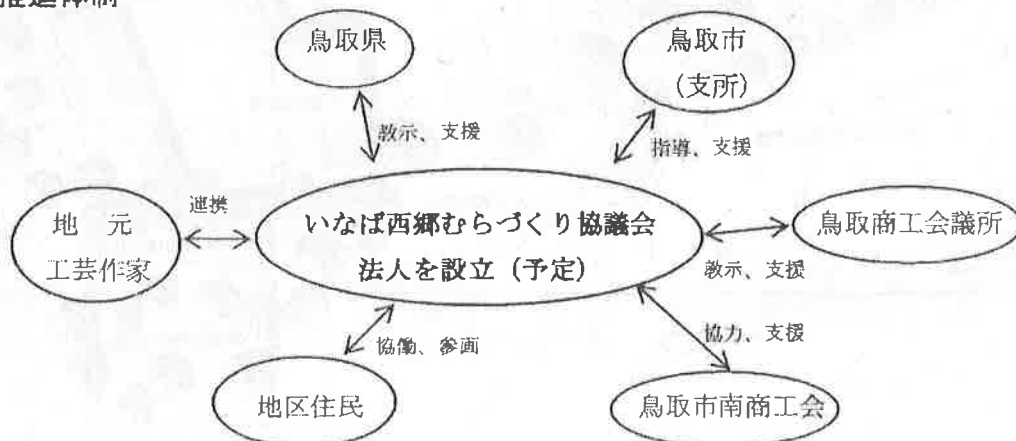 推進体制
鳥取県
鳥取市
(支所)
教示、支援
指導、支援
連携
地 元
工芸作家
いなば西郷むらづくり協議会
法人を設立(予定)
鳥取商工会議所
教示、支援
協働、参画
協力、支援
地区住民
鳥取市南商工会